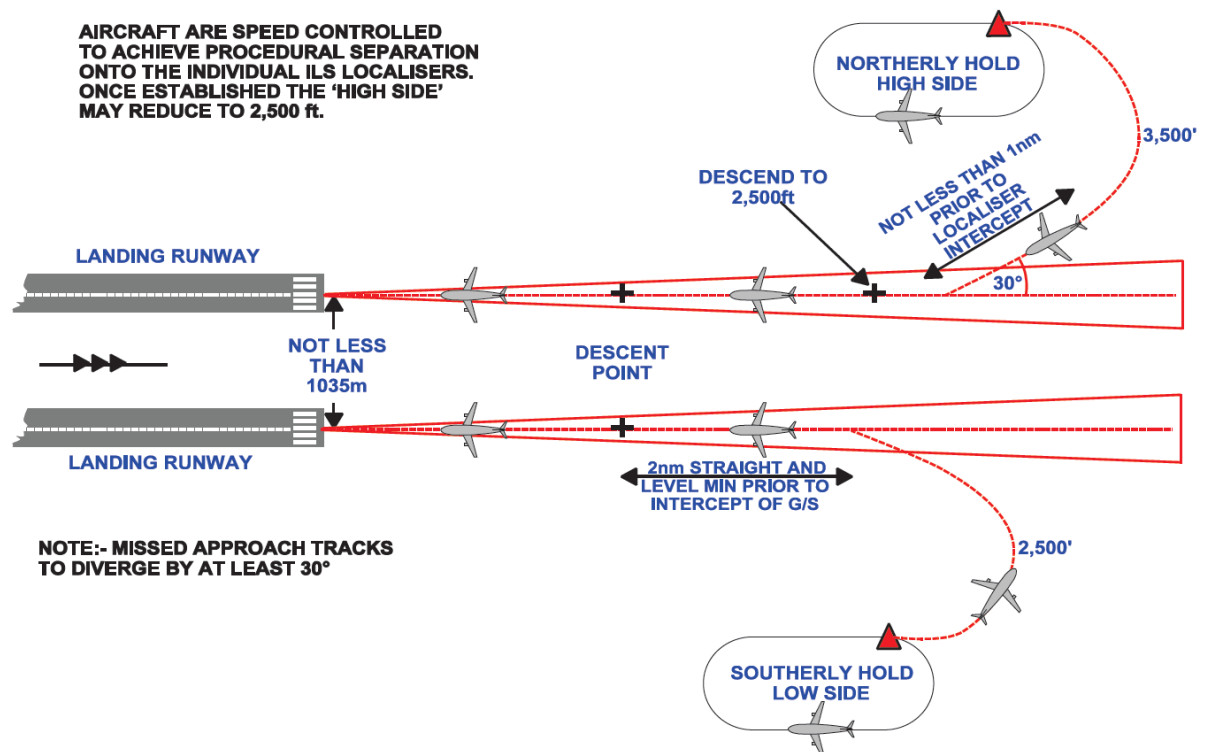 AIRCRAFT ARE SPEED CONTROLLED
TO ACHIEVE PROCEDURAL SEPARATION
ONTO THE INDIVIDUAL ILS LOCALISERS.
ONCE ESTABLISHED THE ‘HIGH SIDE’
MAY REDUCE TO 2,500 ft.
NORTHERLY HOLD
HIGH SIDE
3,500'
DESCEND TO
2,500ft
NOT LESS THAN 1nm
PRIOR TO
LOCALISER
INTERCEPT
30°
LANDING RUNWAY
NOT LESS
THAN
1035m
DESCENT
POINT
LANDING RUNWAY
2nm STRAIGHT AND
LEVEL MIN PRIOR TO
INTERCEPT OF G/S
NOTE:- MISSED APPROACH TRACKS
TO DIVERGE BY AT LEAST 30°
2,500'
SOUTHERLY HOLD
LOW SIDE